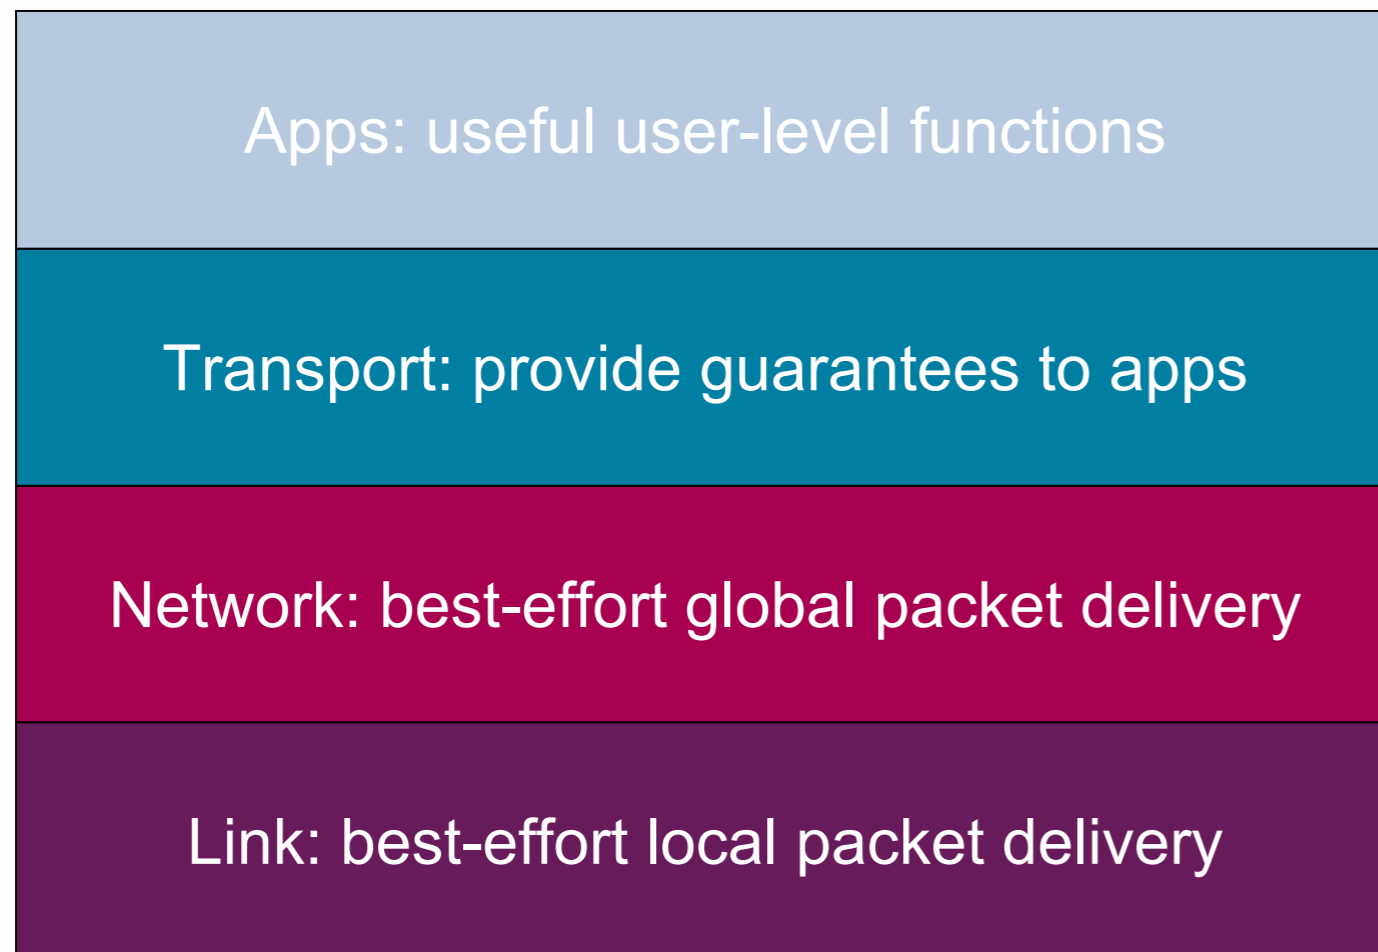 Apps: useful user-level functions
Transport: provide guarantees to apps
Network: best-effort global packet delivery
Link: best-effort local packet delivery